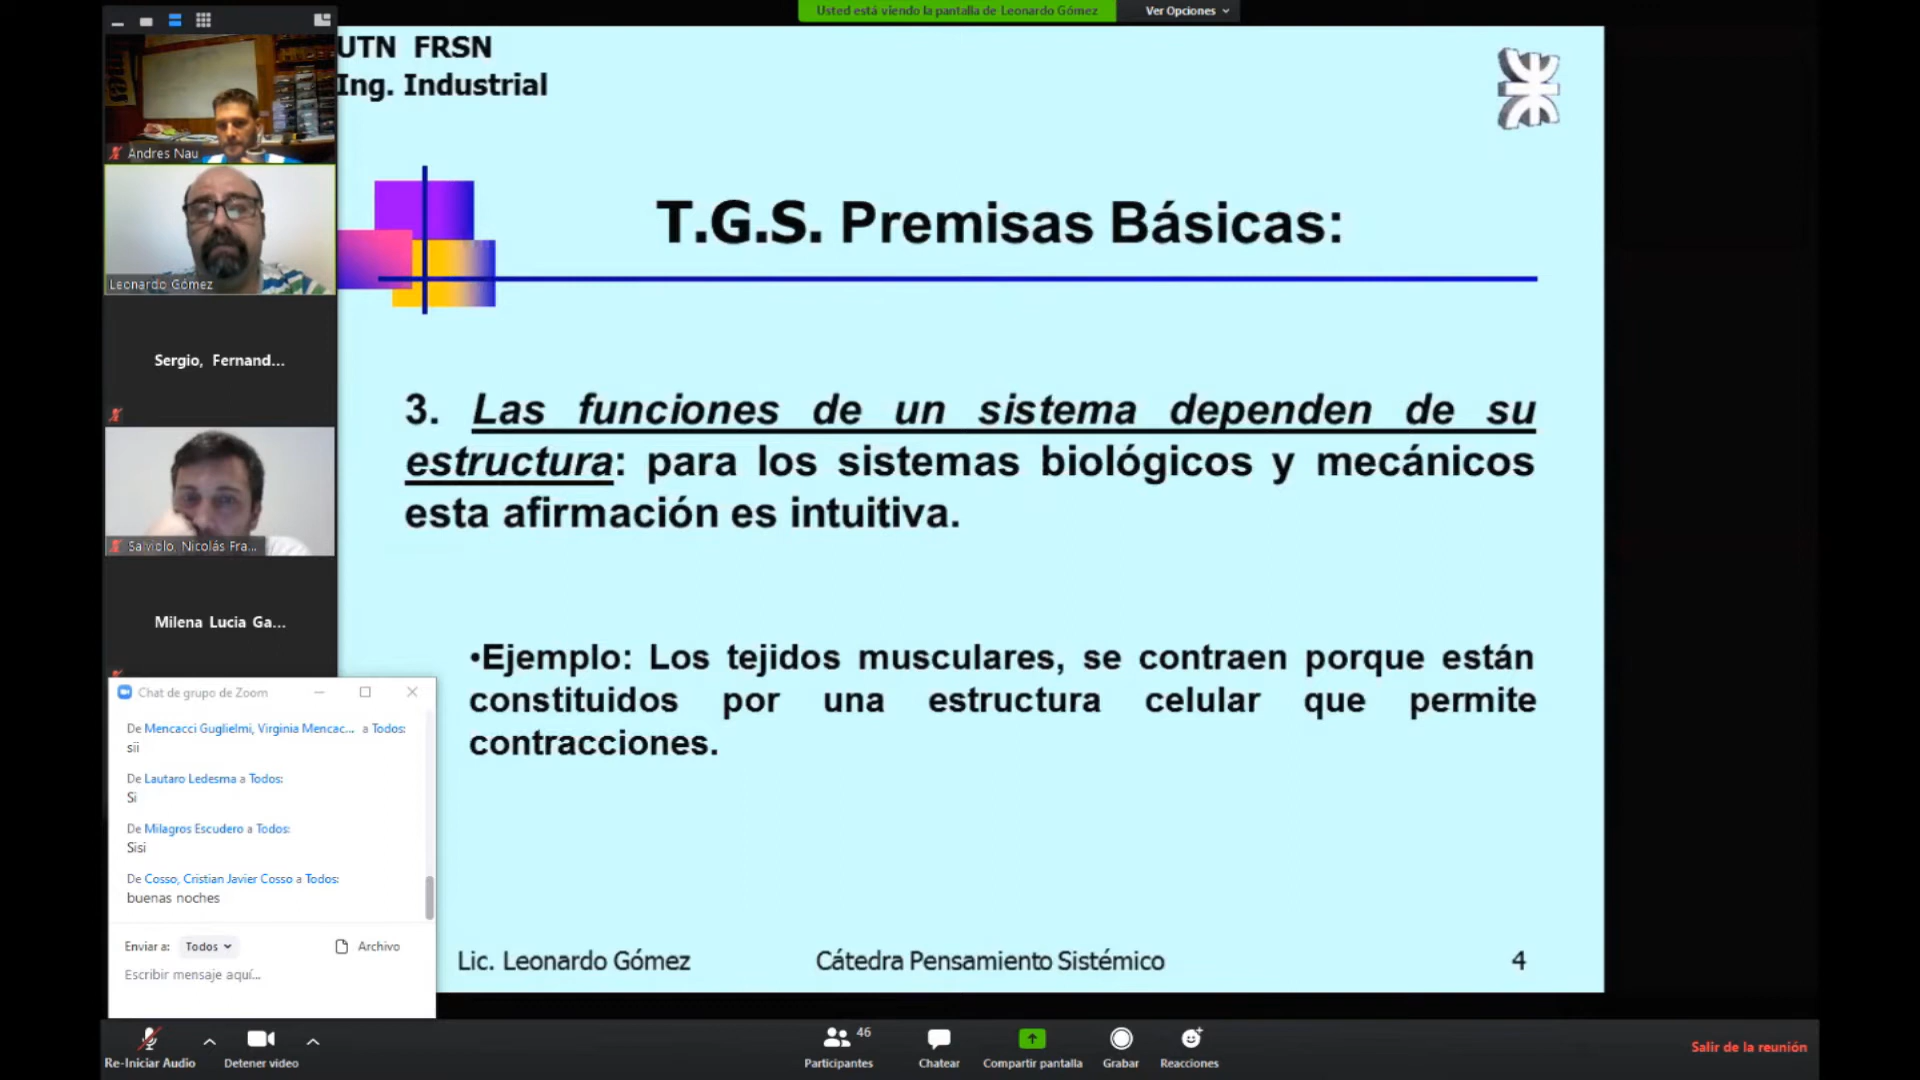 Usted está viendo la pantalla de Leonardo Gómez
Ver Opciones
UTN FRSN
Ing. Industrial
Andres Nau
Leonardo Gómez
Sergio, Fernand...
Salviolo, Nicolás Fra...
Milena Lucia Ga...
T.G.S. Premisas Básicas:
3. Las funciones de un sistema dependen de su
estructura: para los sistemas biológicos y mecánicos
esta afirmación es intuitiva.
•Ejemplo: Los tejidos musculares, se contraen porque están
constituidos por una estructura celular que permite
contracciones.
Lic. Leonardo Gómez
Cátedra Pensamiento Sistémico
4
Chat de grupo de Zoom
De Mencacci Guglielmi, Virginia Mencac... a Todos:
sii
De Lautaro Ledesma a Todos:
Si
De Milagros Escudero a Todos:
Sisi
De Cosso, Cristian Javier Cosso a Todos:
buenas noches
Enviar a: Todos
Archivo
Escribir mensaje aquí...
Re-Iniciar Audio
Detener video
46
Participantes
Chatear
Compartir pantalla
Grabar
Reacciones
Salir de la reunión